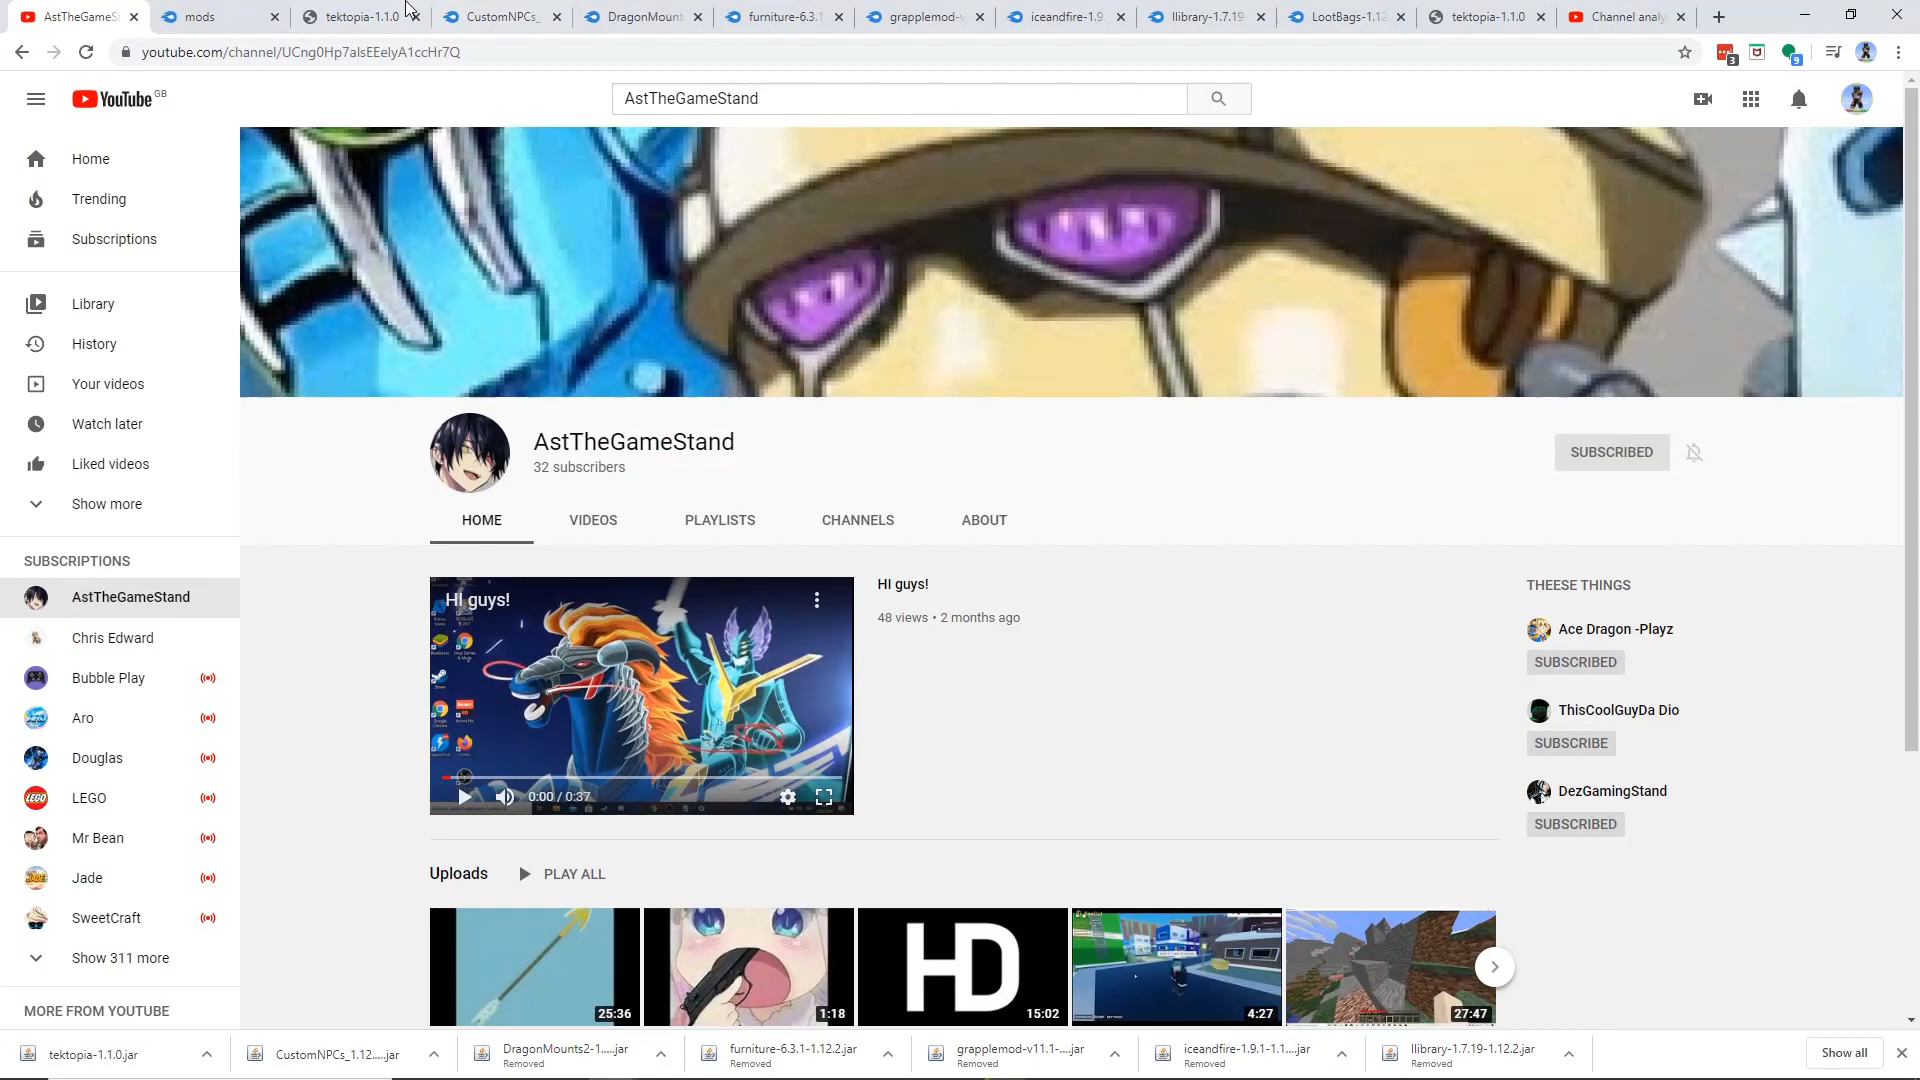 AstTheGameS
mods
tektopia-1.1.0
CustomNPCs_
DragonMount
furniture-6.3.1
grapplemod-v
iceandfire-1.9.
llibrary-1.7.19-
LootBags-1.12
tektopia-1.1.0
Channel analy
youtube.com/channel/UCng0Hp7alsEEelyA1ccHr7Q
3
9
YouTube GB
AstTheGameStand
Home
Trending
Subscriptions
Library
History
Your videos
Watch later
Liked videos
Show more
SUBSCRIPTIONS
AstTheGameStand
Chris Edward
Bubble Play
Aro
Douglas
LEGO
Mr Bean
Jade
SweetCraft
Show 311 more
MORE FROM YOUTUBE
AstTheGameStand
32 subscribers
SUBSCRIBED
HOME
VIDEOS
PLAYLISTS
CHANNELS
ABOUT
HI guys!
0:00 / 0:37
HI guys!
48 views • 2 months ago
THEESE THINGS
Ace Dragon -Playz
SUBSCRIBED
ThisCoolGuyDa Dio
SUBSCRIBE
DezGamingStand
SUBSCRIBED
Uploads
PLAY ALL
25:36
1:18
HD
15:02
4:27
27:47
tektopia-1.1.0.jar
CustomNPCs_1.12.....jar
DragonMounts2-1.....jar
Removed
furniture-6.3.1-1.12.2.jar
Removed
grapplemod-v11.1-....jar
Removed
iceandfire-1.9.1-1.1....jar
Removed
llibrary-1.7.19-1.12.2.jar
Removed
Show all